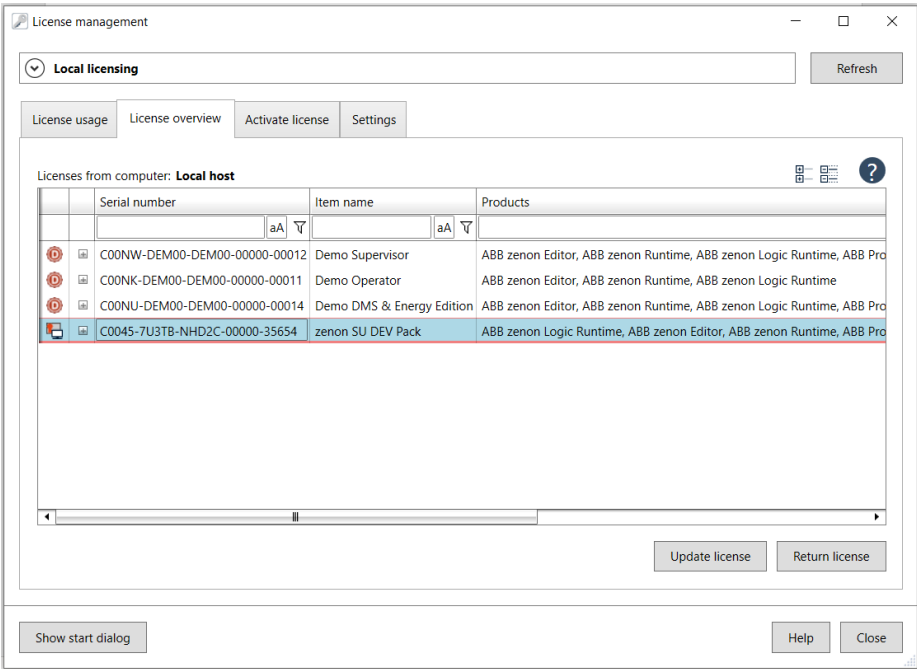 License management
Local licensing
Refresh
License usage License overview Activate license Settings
Licenses from computer: Local host
?
Serial number Item name Products
aA aA
D C00NW-DEM00-DEM00-00000-00012 Demo Supervisor ABB zenon Editor, ABB zenon Runtime, ABB zenon Logic Runtime, ABB Pro
D C00NK-DEM00-DEM00-00000-00011 Demo Operator ABB zenon Editor, ABB zenon Runtime, ABB zenon Logic Runtime
D C00NU-DEM00-DEM00-00000-00014 Demo DMS & Energy Edition ABB zenon Editor, ABB zenon Runtime, ABB zenon Logic Runtime, ABB Pro
C0045-7U3TB-NHD2C-00000-35654 zenon SU DEV Pack ABB zenon Logic Runtime, ABB zenon Editor, ABB zenon Runtime, ABB Pro
Update license Return license
Show start dialog Help Close